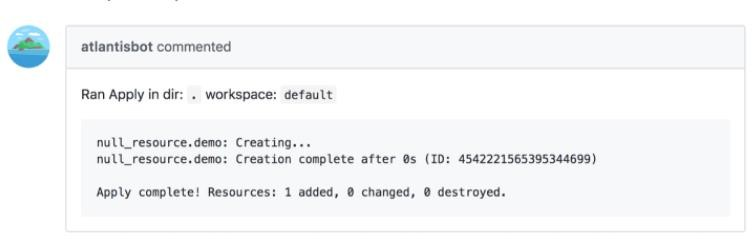 atlantisbot commented
Ran Apply in dir: . workspace: default
null_resource.demo: Creating...
null_resource.demo: Creation complete after 0s (ID: 4542221565395344699)
Apply complete! Resources: 1 added, 0 changed, 0 destroyed.